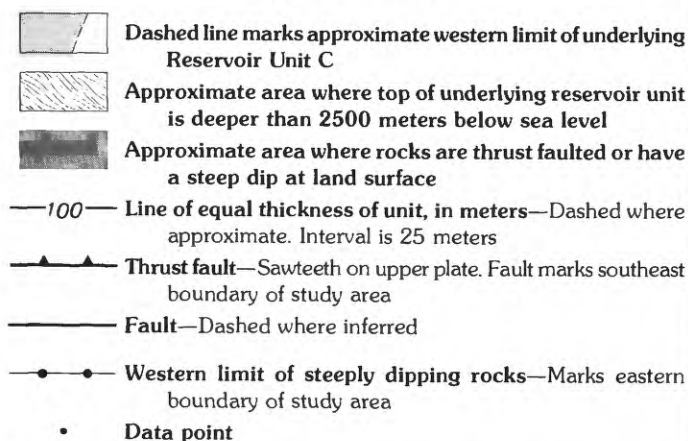 Dashed line marks approximate western limit of underlying
Reservoir Unit C
Approximate area where top of underlying reservoir unit
is deeper than 2500 meters below sea level
Approximate area where rocks are thrust faulted or have
a steep dip at land surface
—100— Line of equal thickness of unit, in meters—Dashed where
approximate. Interval is 25 meters
Thrust fault—Sawteeth on upper plate. Fault marks southeast
boundary of study area
Fault—Dashed where inferred
Western limit of steeply dipping rocks—Marks eastern
boundary of study area
Data point